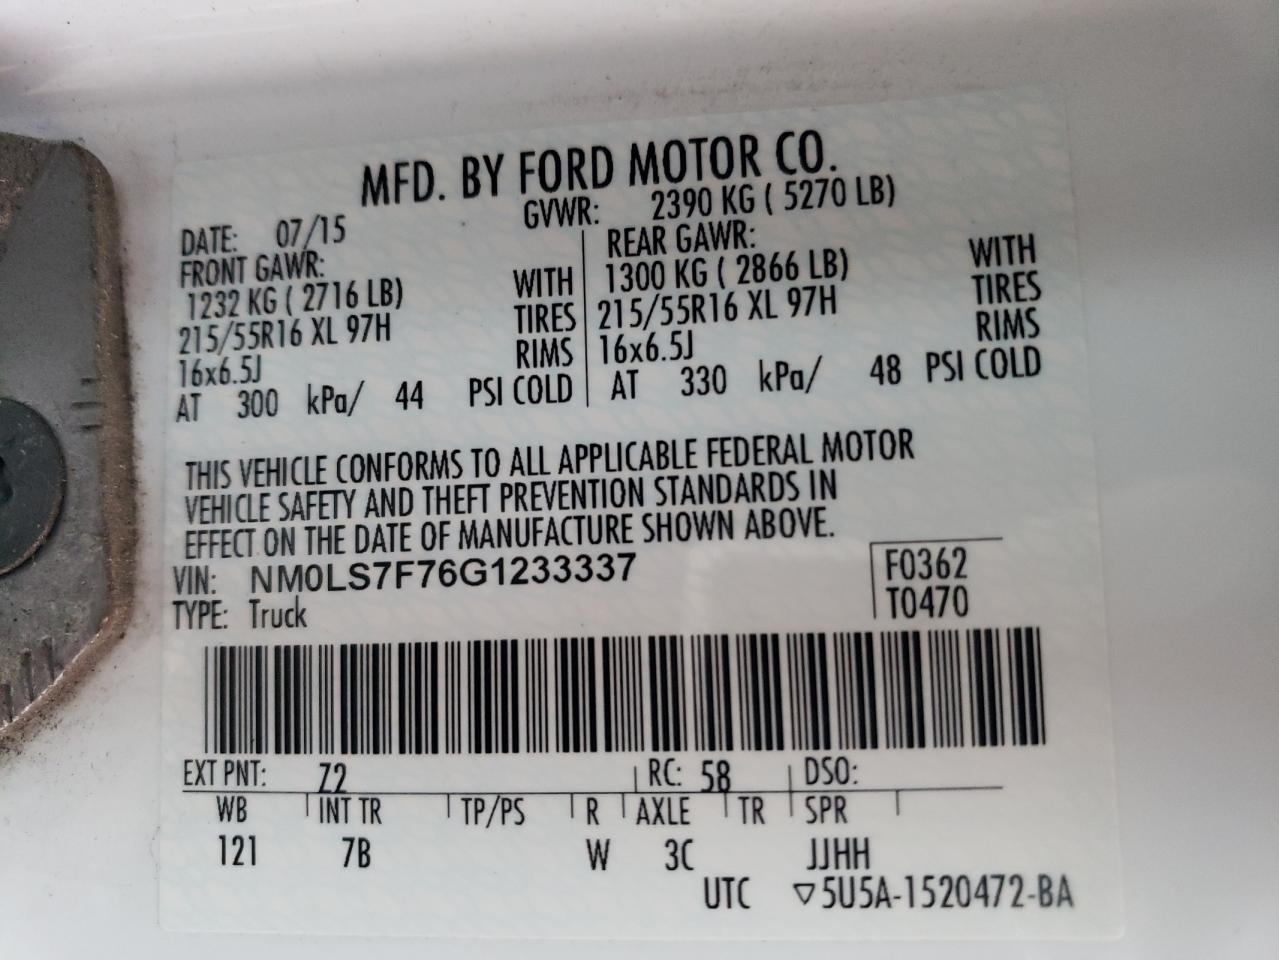 MFD. BY FORD MOTOR CO.
DATE: 07/15 GVWR: 2390 KG ( 5270 LB)
FRONT GAWR: REAR GAWR:
1232 KG ( 2716 LB) WITH 1300 KG ( 2866 LB) WITH
215/55R16 XL 97H TIRES 215/55R16 XL 97H TIRES
16x6.5J RIMS 16x6.5J RIMS
AT 300 kPa/ 44 PSI COLD AT 330 kPa/ 48 PSI COLD
THIS VEHICLE CONFORMS TO ALL APPLICABLE FEDERAL MOTOR
VEHICLE SAFETY AND THEFT PREVENTION STANDARDS IN
EFFECT ON THE DATE OF MANUFACTURE SHOWN ABOVE.
VIN: NM0LS7F76G1233337 F0362
TYPE: Truck T0470
EXT PNT: Z2 RC: 58 DSO:
WB INT TR TP/PS R AXLE TR SPR
121 7B W 3C JJHH
UTC ▽5U5A-1520472-BA